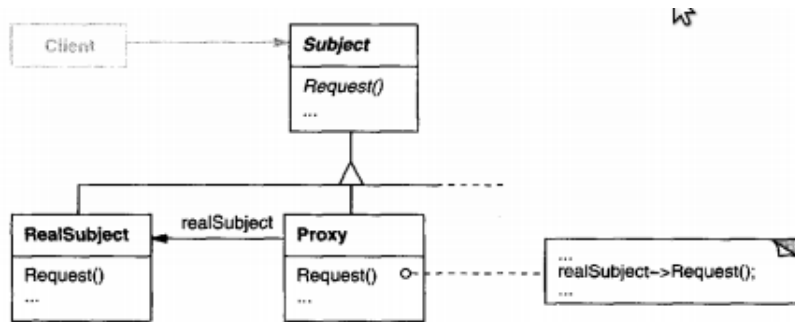 Client
Subject
Request()
...
RealSubject
Request()
...
realSubject
Proxy
Request()
...
...
realSubject->Request();
...